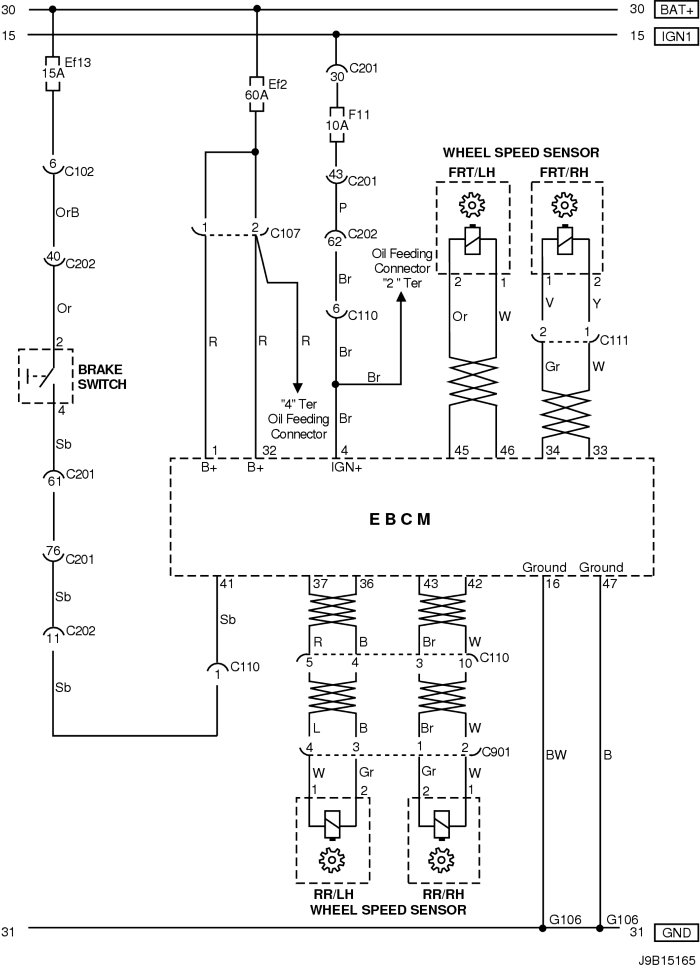 30 30 BAT+
15 15 IGN1
Ef13
15A
Ef2
60A
30 C201
F11
10A
6 C102
43 C201
WHEEL SPEED SENSOR
FRT/LH FRT/RH
OrB
P
1 2 C107
62 C202
40 C202
Oil Feeding
Connector
"2" Ter
Br
2 1 1 2
Or
6 C110
Or W V Y
2 1 C111
2
R R R
Br
BRAKE
SWITCH
Br
Gr W
4
"4" Ter
Oil Feeding
Connector
Br
Sb
1 32 4 45 46 34 33
B+ B+ IGN+
61 C201
E B C M
76 C201
Ground Ground
41 37 36 43 42 16 47
Sb
Sb
11 C202
R B Br W
5 4 3 10 C110
1 C110
Sb
L B Br W
4 3 1 2 C901
BW B
W Gr Gr W
1 2 2 1
RR/LH RR/RH
WHEEL SPEED SENSOR
G106 G106
31 31 GND
J9B15165